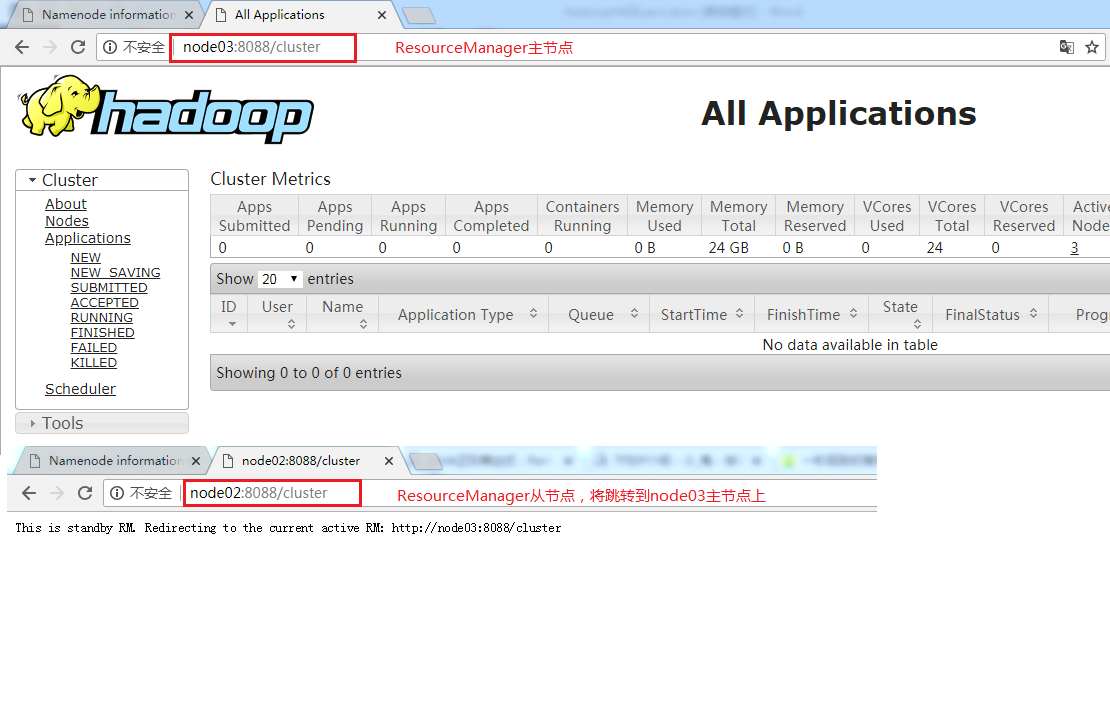 Namenode information
All Applications
不安全
node03:8088/cluster
ResourceManager主节点
hadoop
All Applications
Cluster
About
Nodes
Applications
NEW
NEW_SAVING
SUBMITTED
ACCEPTED
RUNNING
FINISHED
FAILED
KILLED
Scheduler
Tools
Cluster Metrics
Apps Submitted Apps Pending Apps Running Apps Completed Containers Running Memory Used Memory Total Memory Reserved VCores Used VCores Total VCores Reserved Active Node
0 0 0 0 0 0 B 24 GB 0 B 0 24 0 3
Show 20 entries
ID User Name Application Type Queue StartTime FinishTime State FinalStatus Progr
No data available in table
Showing 0 to 0 of 0 entries
Namenode information
node02:8088/cluster
不安全
node02:8088/cluster
ResourceManager从节点，将跳转到node03主节点上
This is standby RM. Redirecting to the current active RM: http://node03:8088/cluster